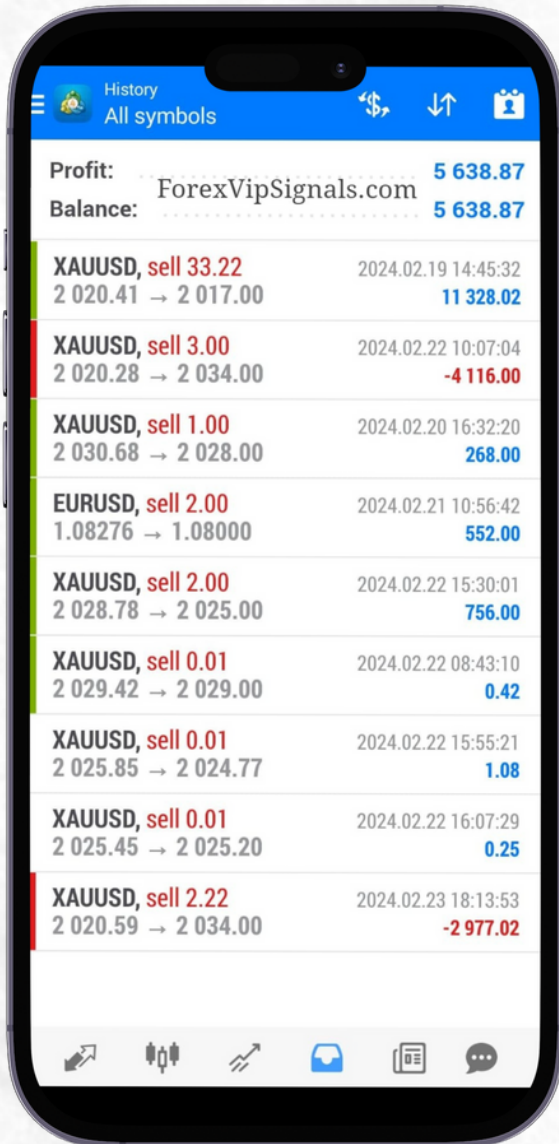 History
All symbols
Profit: 5 638.87
ForexVipSignals.com
Balance: 5 638.87
XAUUSD, sell 33.22 2024.02.19 14:45:32
2 020.41 → 2 017.00 11 328.02
XAUUSD, sell 3.00 2024.02.22 10:07:04
2 020.28 → 2 034.00 -4 116.00
XAUUSD, sell 1.00 2024.02.20 16:32:20
2 030.68 → 2 028.00 268.00
EURUSD, sell 2.00 2024.02.21 10:56:42
1.08276 → 1.08000 552.00
XAUUSD, sell 2.00 2024.02.22 15:30:01
2 028.78 → 2 025.00 756.00
XAUUSD, sell 0.01 2024.02.22 08:43:10
2 029.42 → 2 029.00 0.42
XAUUSD, sell 0.01 2024.02.22 15:55:21
2 025.85 → 2 024.77 1.08
XAUUSD, sell 0.01 2024.02.22 16:07:29
2 025.45 → 2 025.20 0.25
XAUUSD, sell 2.22 2024.02.23 18:13:53
2 020.59 → 2 034.00 -2 977.02